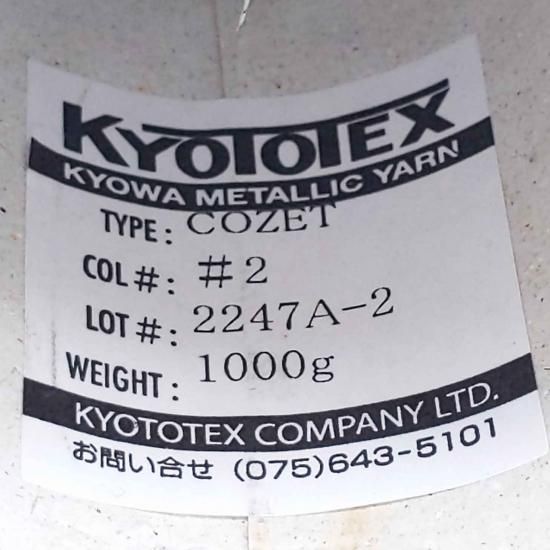 KYOTOTEX
KYOWA METALLIC YARN
TYPE: COZET
COL#: #2
LOT#: 2247A-2
WEIGHT: 1000g
KYOTOTEX COMPANY LTD.
お問い合せ (075)643-5101